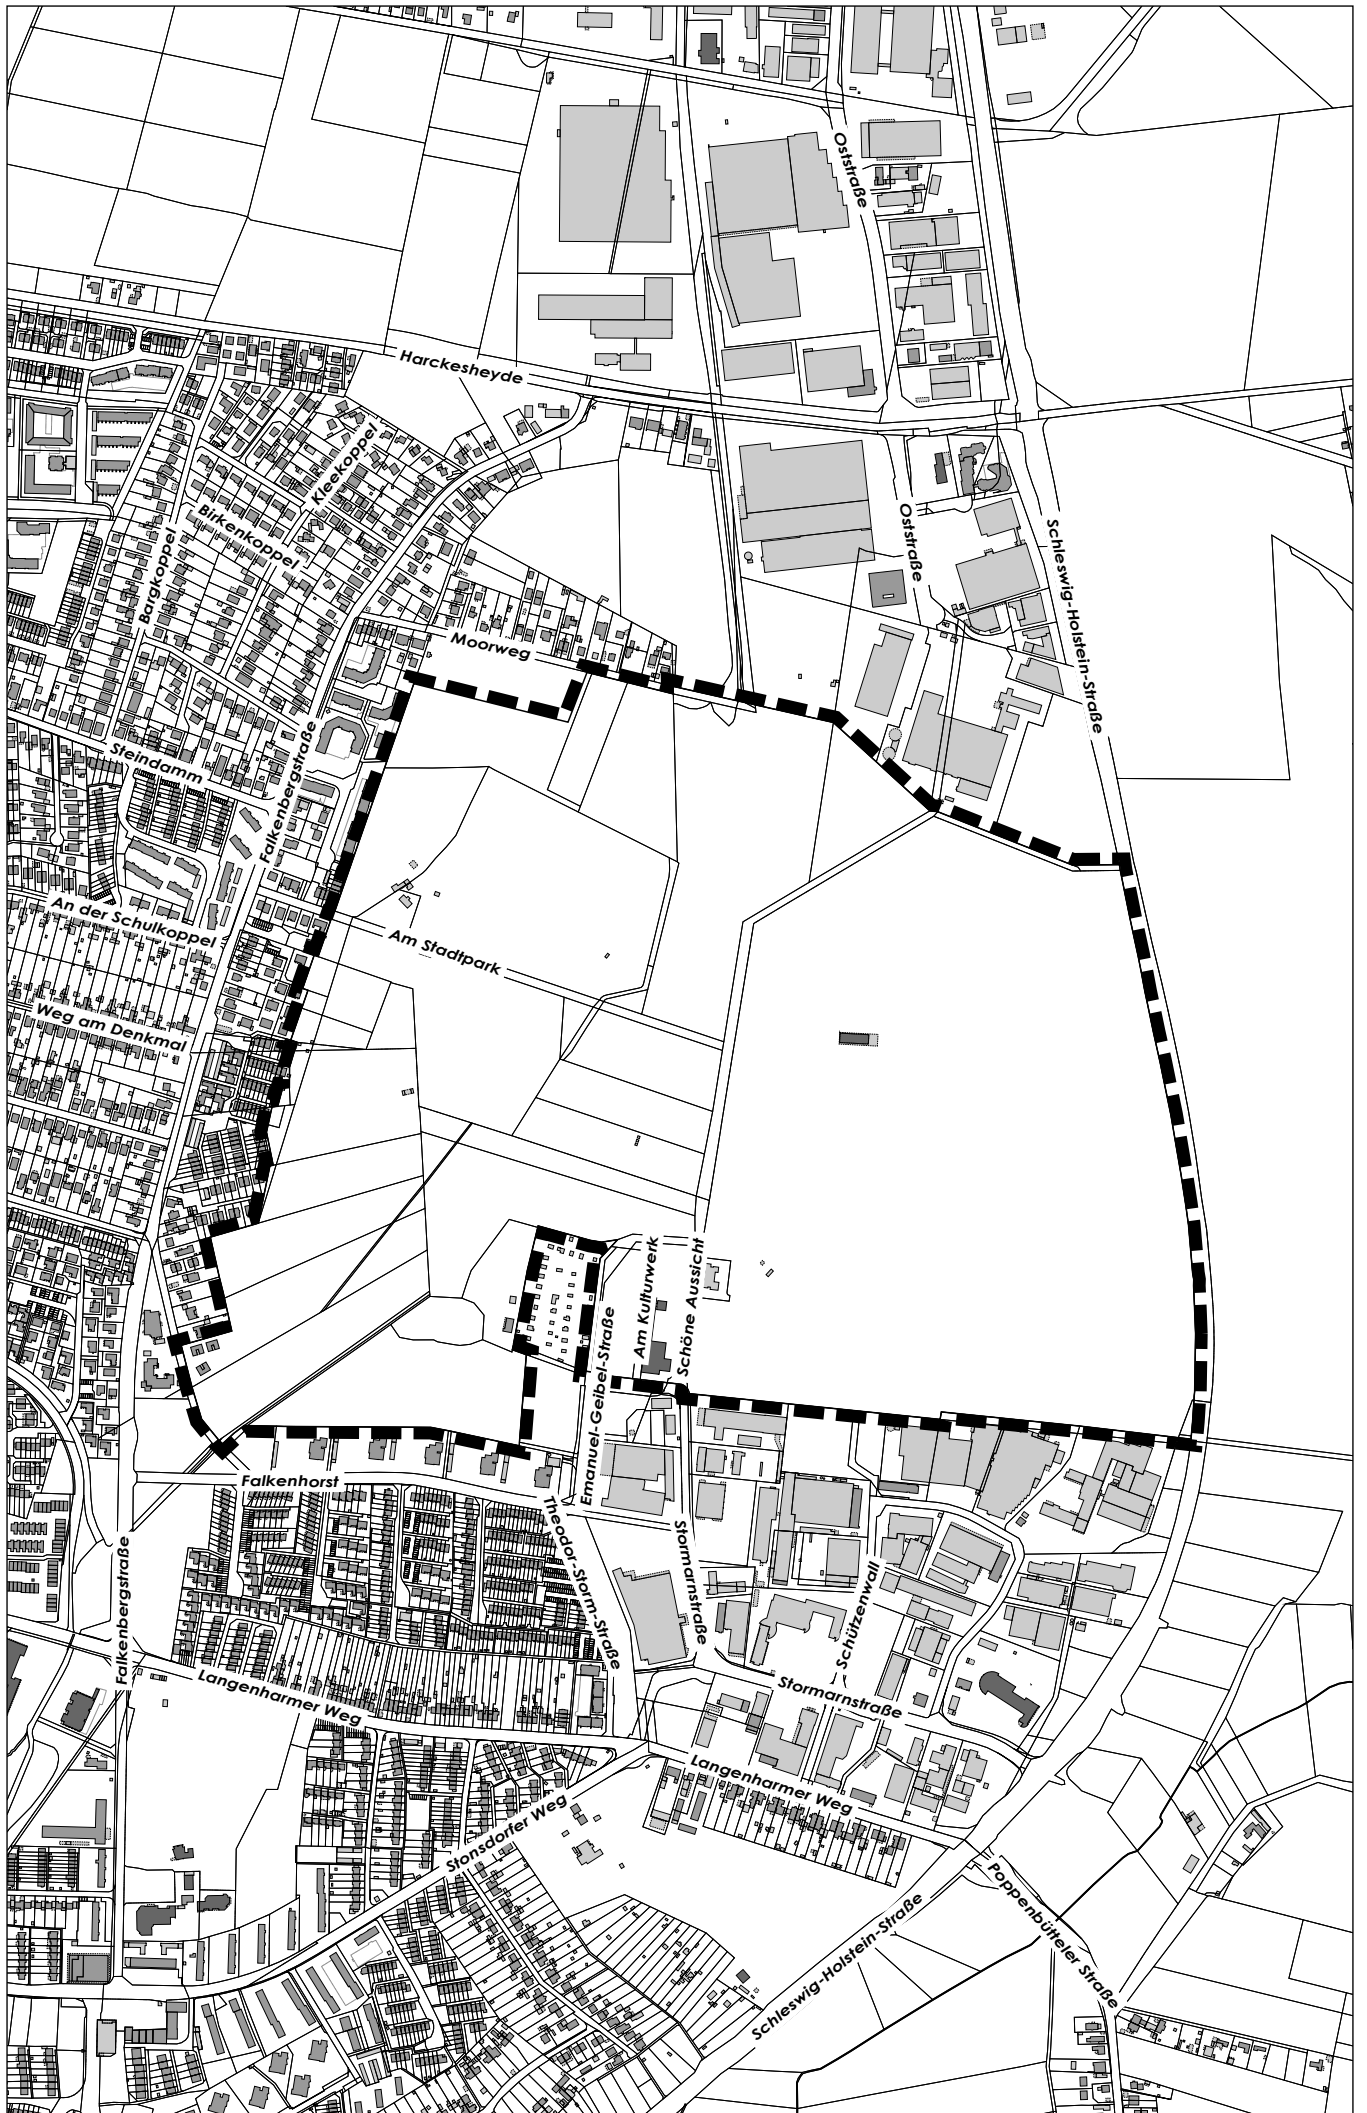 Oststraße
Harckesheyde
Kleekoppel
Birkenkoppel
Bargkoppel
Oststraße
Schleswig-Holstein-Straße
Moorweg
Steindamm
Falkenbergstraße
An der Schulkoppel
Am Stadtpark
Weg am Denkmal
Am Kulturwerk
Schöne Aussicht
Emanuel-Geibel-Straße
Falkenhorst
Theodor-Storm-Straße
Stormarnstraße
Schützenwall
Falkenbergstraße
Langenharmer Weg
Stormarnstraße
Langenharmer Weg
Stonsdorfer Weg
Poppenbütteler Straße
Schleswig-Holstein-Straße